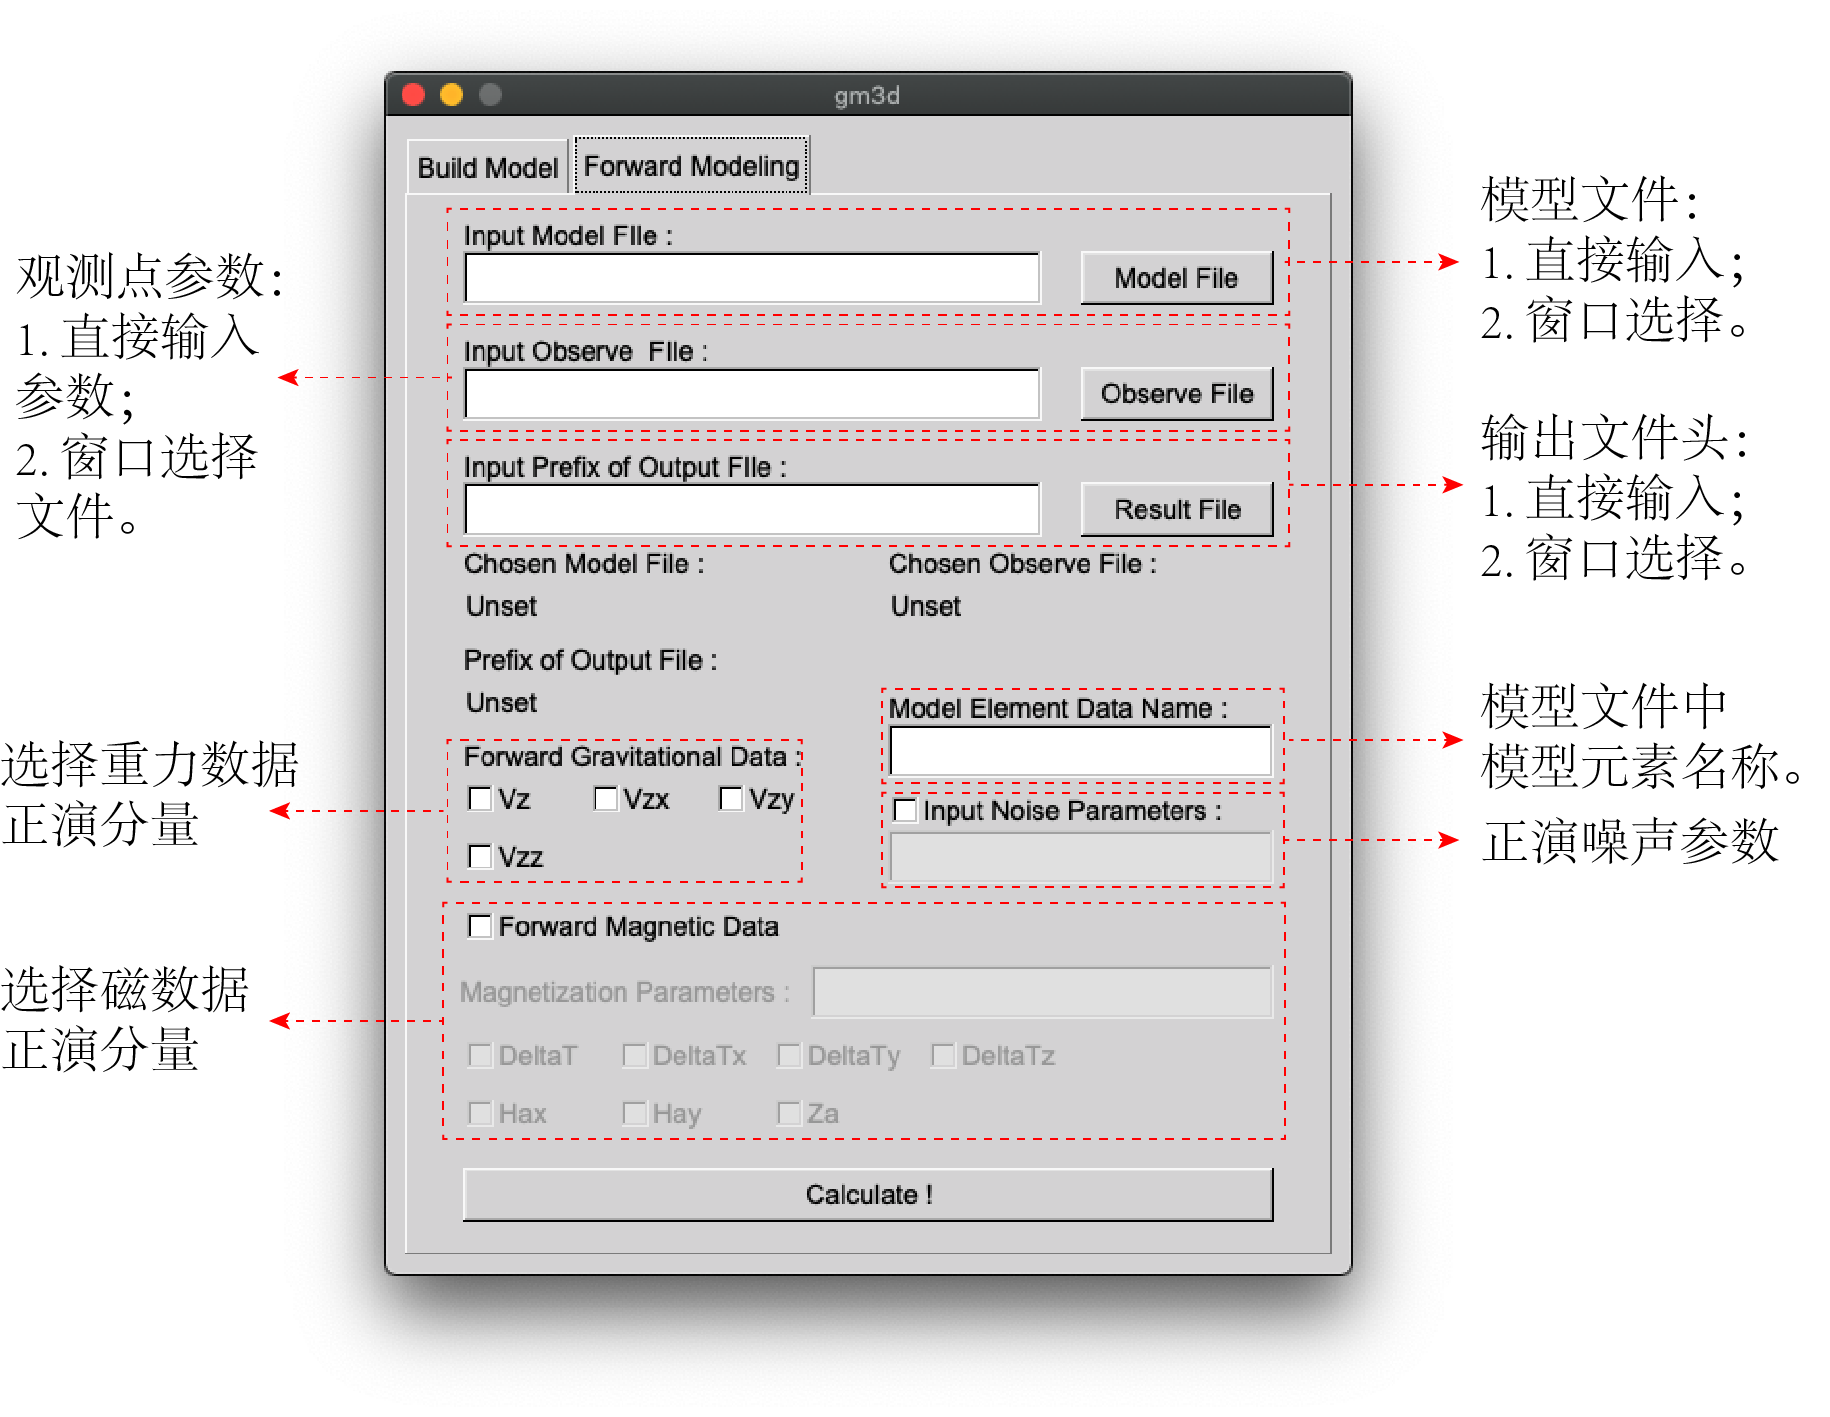 gm3d
Build Model
Forward Modeling
Input Model FIle :
Model File
Input Observe  FIle :
Observe File
Input Prefix of Output FIle :
Result File
Chosen Model File :
Chosen Observe File :
Unset
Unset
Prefix of Output File :
Unset
Model Element Data Name :
Forward Gravitational Data :
Vz
Vzx
Vzy
Vzz
Input Noise Parameters :
Forward Magnetic Data
Magnetization Parameters :
DeltaT
DeltaTx
DeltaTy
DeltaTz
Hax
Hay
Za
Calculate !
观测点参数：
1. 直接输入
参数；
2. 窗口选择
文件。
选择重力数据
正演分量
选择磁数据
正演分量
模型文件：
1. 直接输入；
2. 窗口选择。
输出文件头：
1. 直接输入；
2. 窗口选择。
模型文件中
模型元素名称。
正演噪声参数